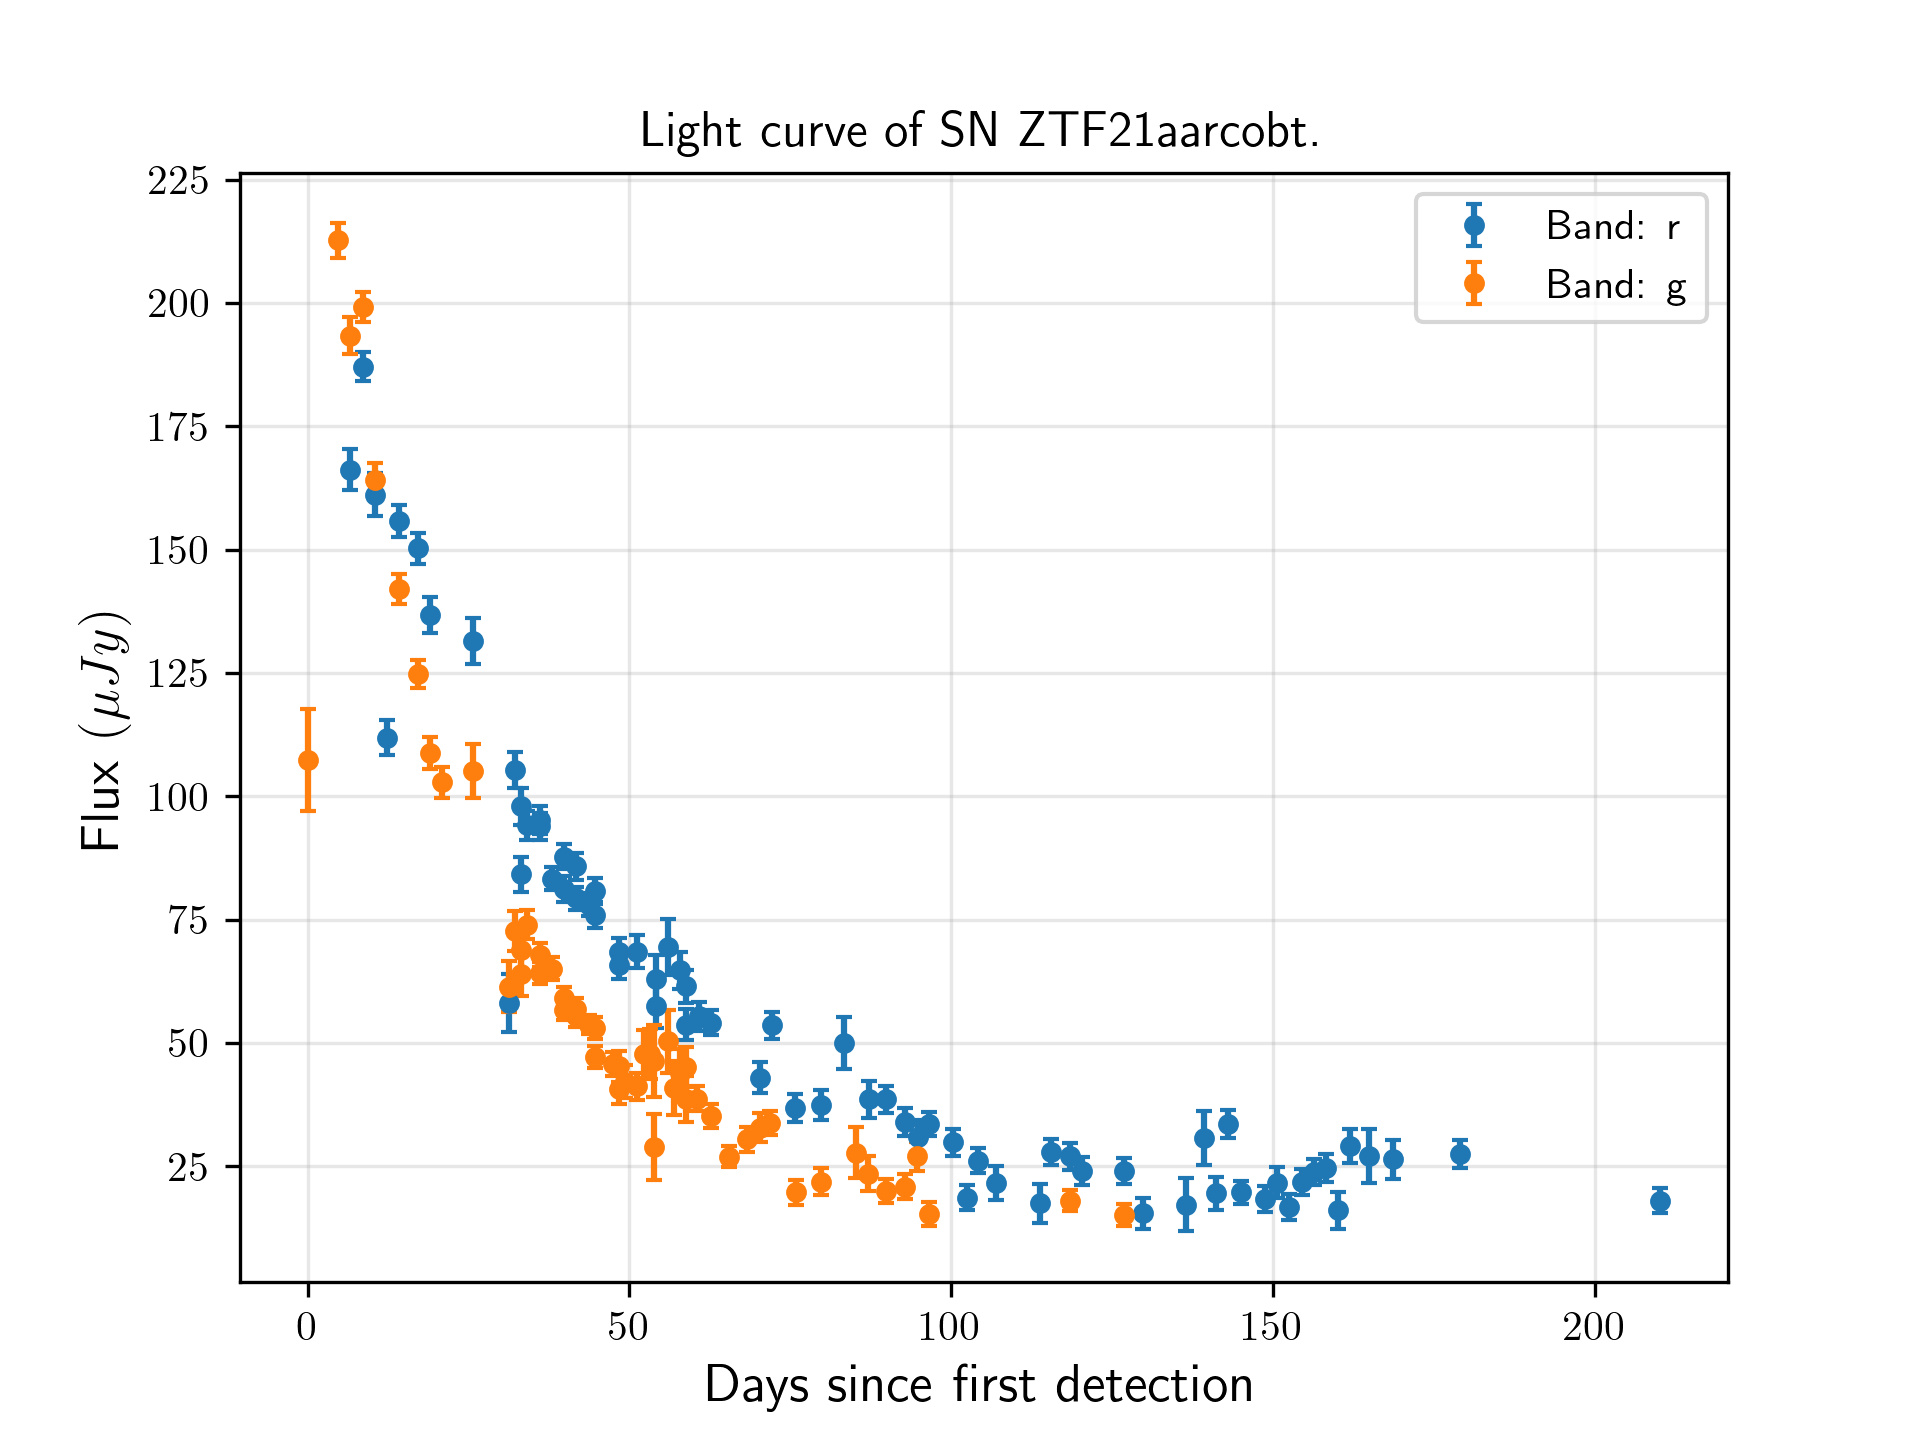 Light curve of SN ZTF21aarcobt.
225
200
175
150
125
100
75
50
25
Flux (μJy)
Band: r
Band: g
0 50 100 150 200
Days since first detection